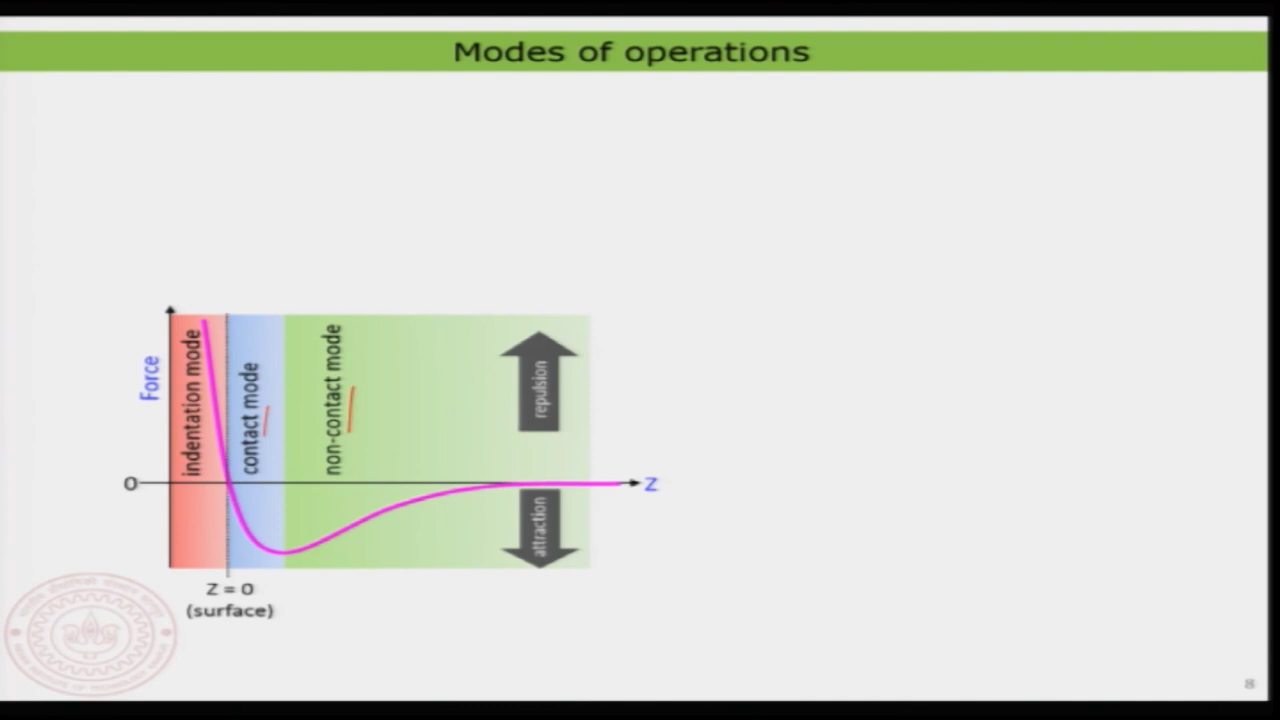 Modes of operations
Force
indentation mode
contact mode
non-contact mode
repulsion
attraction
0
Z
Z = 0
(surface)
8